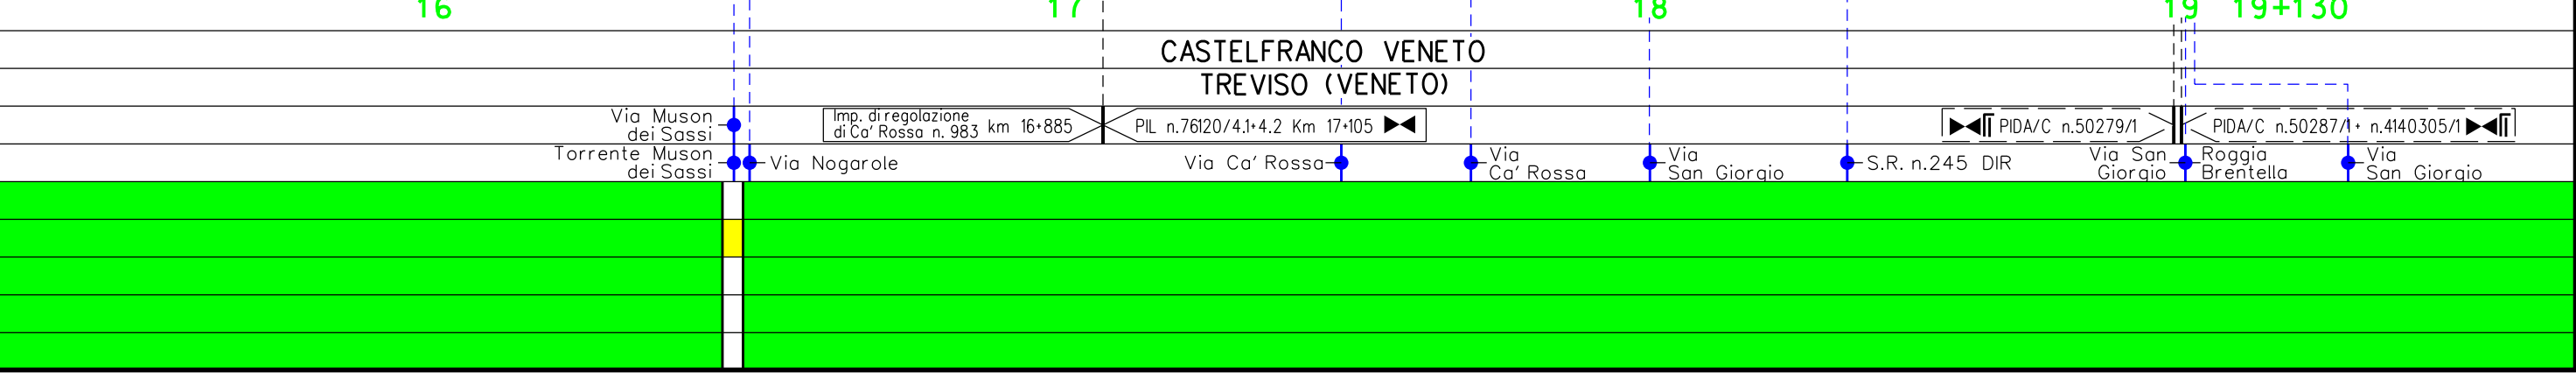 16 17 18 19 19+130
CASTELFRANCO VENETO
TREVISO (VENETO)
Via Muson
dei Sassi
Imp. di regolazione
di Ca' Rossa n. 983 km 16+885
PIL n.76120/4.1+4.2 Km 17+105
PIDA/C n.50279/1
PIDA/C n.50287/1 + n.4140305/1
Torrente Muson
dei Sassi
Via Nogarole
Via Ca' Rossa
Via
Ca' Rossa
Via
San Giorgio
S.R. n.245 DIR
Via San
Giorgio
Roggia
Brentella
Via
San Giorgio